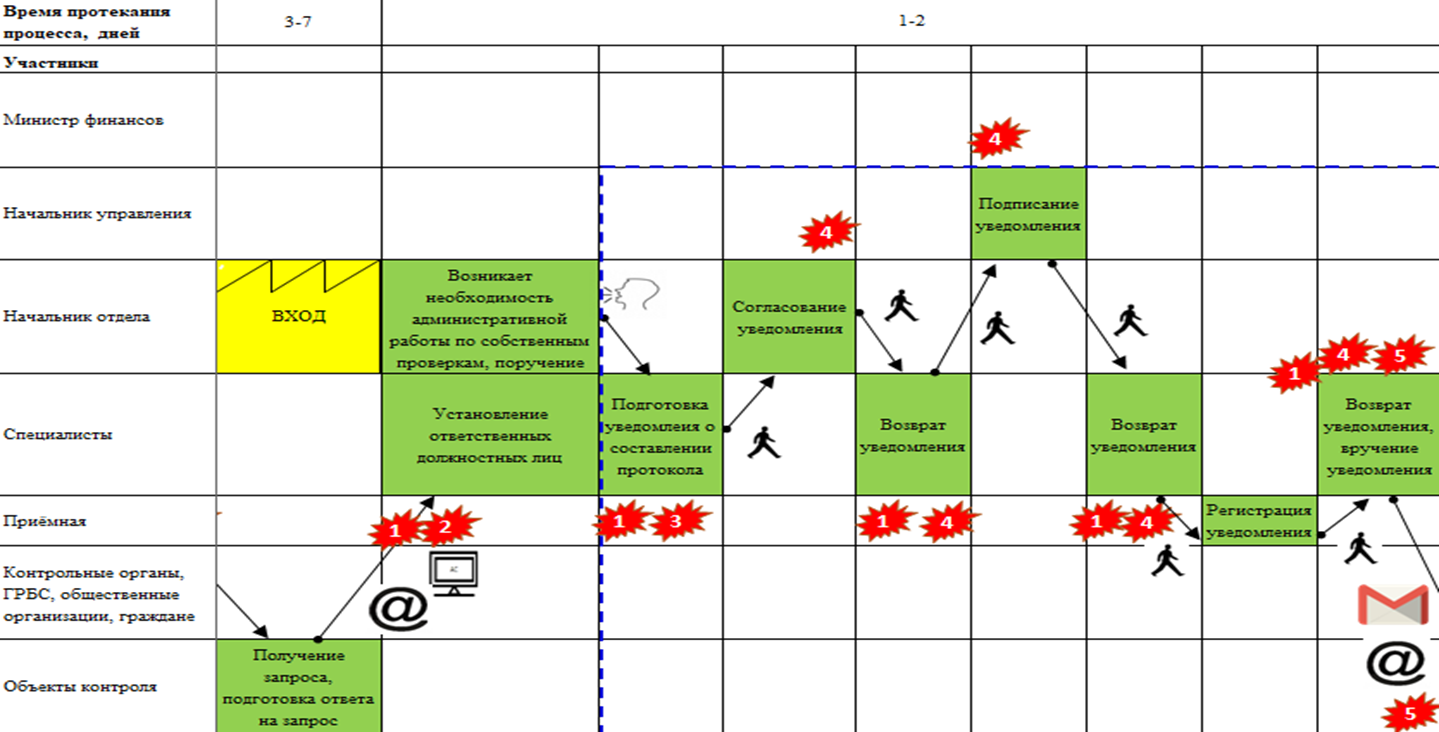 Время протекания
процесса, дней
3-7
1-2
Участники
Министр финансов
4
Начальник управления
4
Подписание
уведомления
Начальник отдела
ВХОД
Возникает
необходимость
административной
работы по собственным
проверкам, поручение
Согласование
уведомления
1
4
5
Специалисты
Установление
ответственных
должностных лиц
Подготовка
уведомлеия о
составлении
протокола
Возврат
уведомления
Возврат
уведомления
Возврат
уведомления,
вручение
уведомления
Приёмная
1
2
1
3
1
4
1
4
Регистрация
уведомления
Контрольные органы,
ГРБС, общественные
организации, граждане
@
АС
Объекты контроля
Получение
запроса,
подготовка ответа
на запрос
@
5